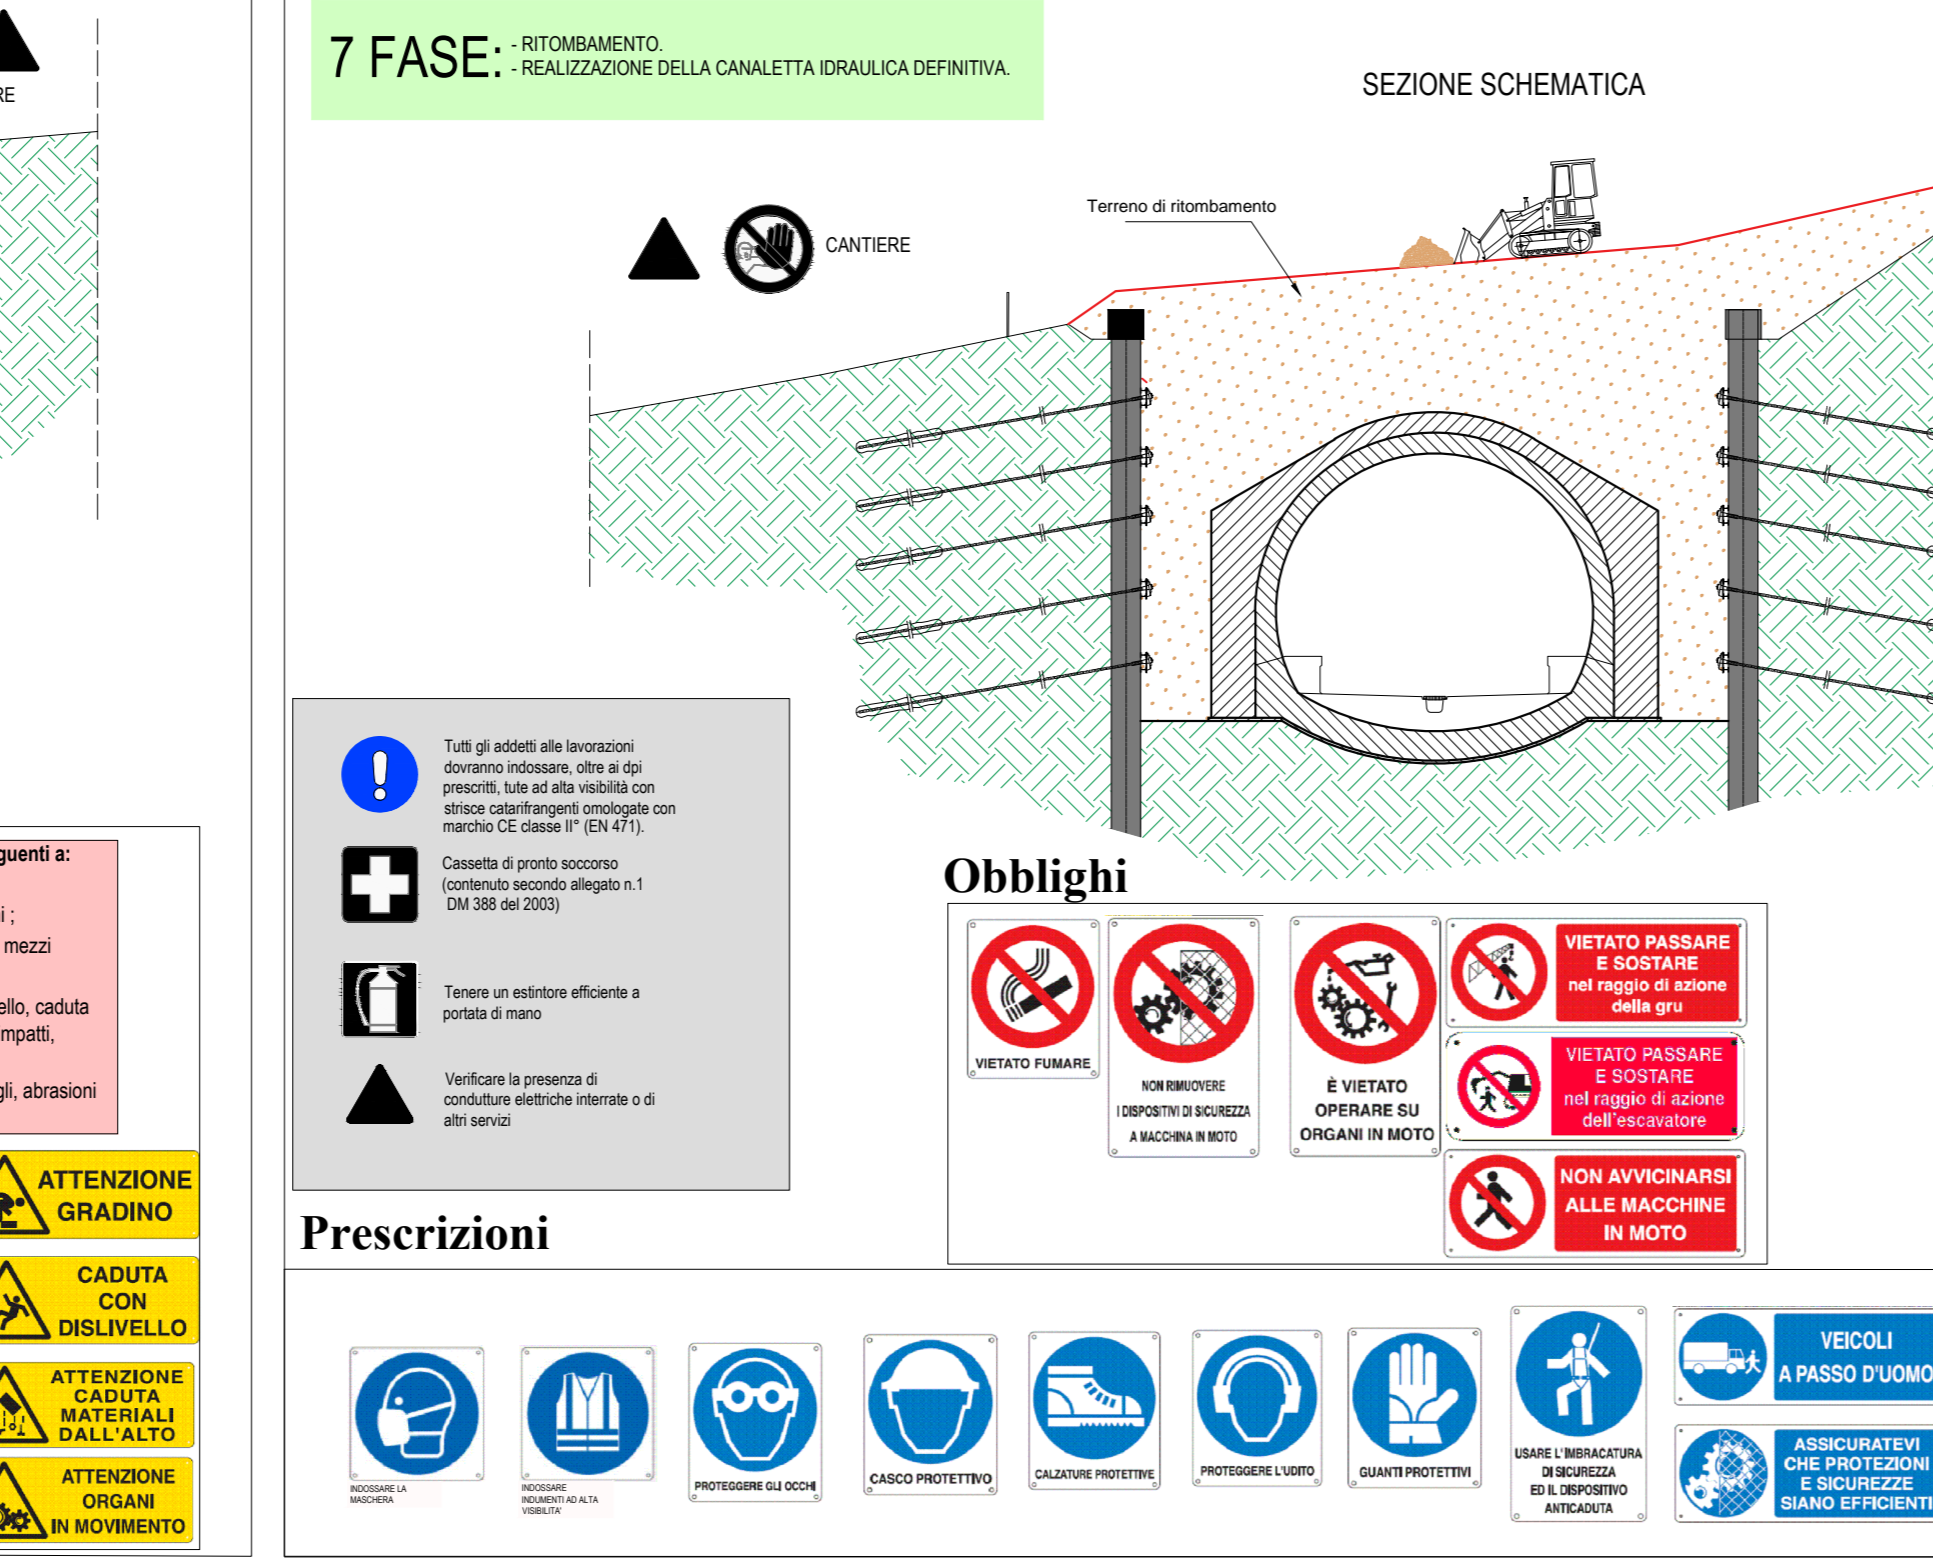 RE
guenti a:
i ;
mezzi
ello, caduta
mpatti,
gli, abrasioni
ATTENZIONE
GRADINO
CADUTA
CON
DISLIVELLO
ATTENZIONE
CADUTA
MATERIALI
DALL'ALTO
ATTENZIONE
ORGANI
IN MOVIMENTO
7 FASE:
- RITOMBAMENTO.
- REALIZZAZIONE DELLA CANALETTA IDRAULICA DEFINITIVA.
SEZIONE SCHEMATICA
Terreno di ritombamento
CANTIERE
Tutti gli addetti alle lavorazioni
dovranno indossare, oltre ai dpi
prescritti, tute ad alta visibilità con
strisce catarifrangenti omologate con
marchio CE classe II° (EN 471).
Cassetta di pronto soccorso
(contenuto secondo allegato n.1
DM 388 del 2003)
Tenere un estintore efficiente a
portata di mano
Verificare la presenza di
condutture elettriche interrate o di
altri servizi
Prescrizioni
Obblighi
VIETATO FUMARE
NON RIMUOVERE
I DISPOSITIVI DI SICUREZZA
A MACCHINA IN MOTO
È VIETATO
OPERARE SU
ORGANI IN MOTO
VIETATO PASSARE
E SOSTARE
nel raggio di azione
della gru
VIETATO PASSARE
E SOSTARE
nel raggio di azione
dell'escavatore
NON AVVICINARSI
ALLE MACCHINE
IN MOTO
INDOSSARE LA
MASCHERA
INDOSSARE
INDUMENTI AD ALTA
VISIBILITA'
PROTEGGERE GLI OCCHI
CASCO PROTETTIVO
CALZATURE PROTETTIVE
PROTEGGERE L'UDITO
GUANTI PROTETTIVI
USARE L'IMBRACATURA
DI SICUREZZA
ED IL DISPOSITIVO
ANTICADUTA
VEICOLI
A PASSO D'UOMO
ASSICURATEVI
CHE PROTEZIONI
E SICUREZZE
SIANO EFFICIENTI